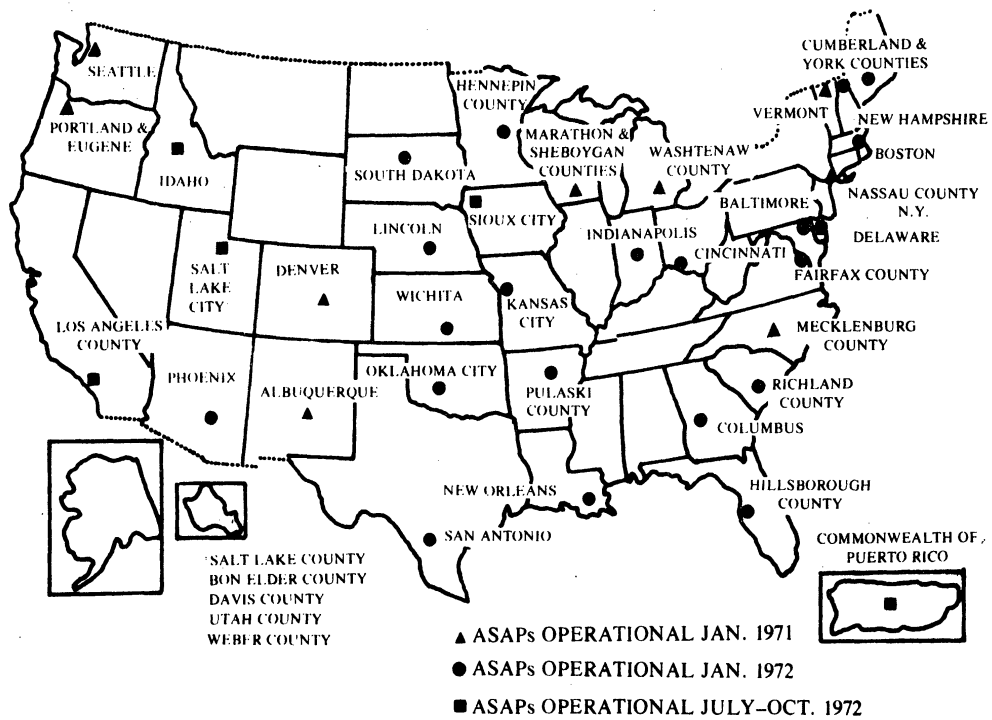 CUMBERLAND &
YORK COUNTIES
SEATTLE
HENNEPIN
COUNTY
VERMONT
NEW HAMPSHIRE
PORTLAND &
EUGENE
MARATHON &
SHEBOYGAN
COUNTIES
WASHTENAW
COUNTY
BOSTON
IDAHO
SOUTH DAKOTA
NASSAU COUNTY
N.Y.
BALTIMORE
SIOUX CITY
LINCOLN
INDIANAPOLIS
DELAWARE
CINCINNATI
SALT
LAKE
CITY
DENVER
FAIRFAX COUNTY
WICHITA
KANSAS
CITY
LOS ANGELES
COUNTY
MECKLENBURG
COUNTY
PHOENIX
ALBUQUERQUE
OKLAHOMA CITY
PULASKI
COUNTY
RICHLAND
COUNTY
COLUMBUS
NEW ORLEANS
HILLSBOROUGH
COUNTY
SAN ANTONIO
COMMONWEALTH OF
PUERTO RICO
SALT LAKE COUNTY
BON ELDER COUNTY
DAVIS COUNTY
UTAH COUNTY
WEBER COUNTY
ASAPs OPERATIONAL JAN. 1971
ASAPs OPERATIONAL JAN. 1972
ASAPs OPERATIONAL JULY-OCT. 1972